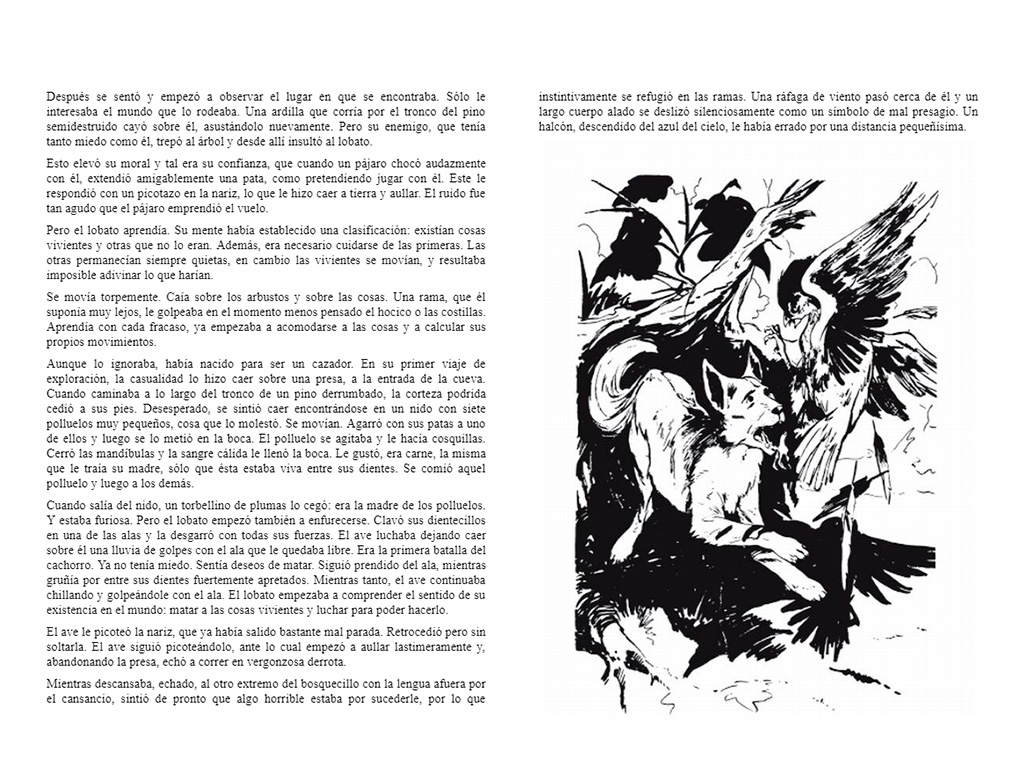 Después se sentó y empezó a observar el lugar en que se encontraba. Sólo le
interesaba el mundo que lo rodeaba. Una ardilla que corría por el tronco del pino
semidestruido cayó sobre él, asustándolo nuevamente. Pero su enemigo, que tenía
tanto miedo como él, trepó al árbol y desde allí insultó al lobato.
Esto elevó su moral y tal era su confianza, que cuando un pájaro chocó audazmente
con él, extendió amigablemente una pata, como pretendiendo jugar con él. Este le
respondió con un picotazo en la nariz, lo que le hizo caer a tierra y aullar. El ruido fue
tan agudo que el pájaro emprendió el vuelo.
Pero el lobato aprendía. Su mente había establecido una clasificación: existían cosas
vivientes y otras que no lo eran. Además, era necesario cuidarse de las primeras. Las
otras permanecían siempre quietas, en cambio las vivientes se movían, y resultaba
imposible adivinar lo que harían.
Se movía torpemente. Caía sobre los arbustos y sobre las cosas. Una rama, que él
suponía muy lejos, le golpeaba en el momento menos pensado el hocico o las costillas.
Aprendía con cada fracaso, ya empezaba a acomodarse a las cosas y a calcular sus
propios movimientos.
Aunque lo ignoraba, había nacido para ser un cazador. En su primer viaje de
exploración, la casualidad lo hizo caer sobre una presa, a la entrada de la cueva.
Cuando caminaba a lo largo del tronco de un pino derrumbado, la corteza podrida
cedió a sus pies. Desesperado, se sintió caer encontrándose en un nido con siete
polluelos muy pequeños, cosa que lo molestó. Se movían. Agarró con sus patas a uno
de ellos y luego se lo metió en la boca. El polluelo se agitaba y le hacía cosquillas.
Cerró las mandíbulas y la sangre cálida le llenó la boca. Le gustó, era carne, la misma
que le traía su madre, sólo que ésta estaba viva entre sus dientes. Se comió aquel
polluelo y luego a los demás.
Cuando salía del nido, un torbellino de plumas lo cegó: era la madre de los polluelos.
Y estaba furiosa. Pero el lobato empezó también a enfurecerse. Clavó sus dientecillos
en una de las alas y la desgarró con todas sus fuerzas. El ave luchaba dejando caer
sobre él una lluvia de golpes con el ala que le quedaba libre. Era la primera batalla del
cachorro. Ya no tenía miedo. Sentía deseos de matar. Siguió prendido del ala, mientras
gruñía por entre sus dientes fuertemente apretados. Mientras tanto, el ave continuaba
chillando y golpeándole con el ala. El lobato empezaba a comprender el sentido de su
existencia en el mundo: matar a las cosas vivientes y luchar para poder hacerlo.
El ave le picoteó la nariz, que ya había salido bastante mal parada. Retrocedió pero sin
soltarla. El ave siguió picoteándolo, ante lo cual empezó a aullar lastimeramente y,
abandonando la presa, echó a correr en vergonzosa derrota.
Mientras descansaba, echado, al otro extremo del bosquecillo con la lengua afuera por
el cansancio, sintió de pronto que algo horrible estaba por sucederle, por lo que
instintivamente se refugió en las ramas. Una ráfaga de viento pasó cerca de él y un
largo cuerpo alado se deslizó silenciosamente como un símbolo de mal presagio. Un
halcón, descendido del azul del cielo, le había errado por una distancia pequeñísima.